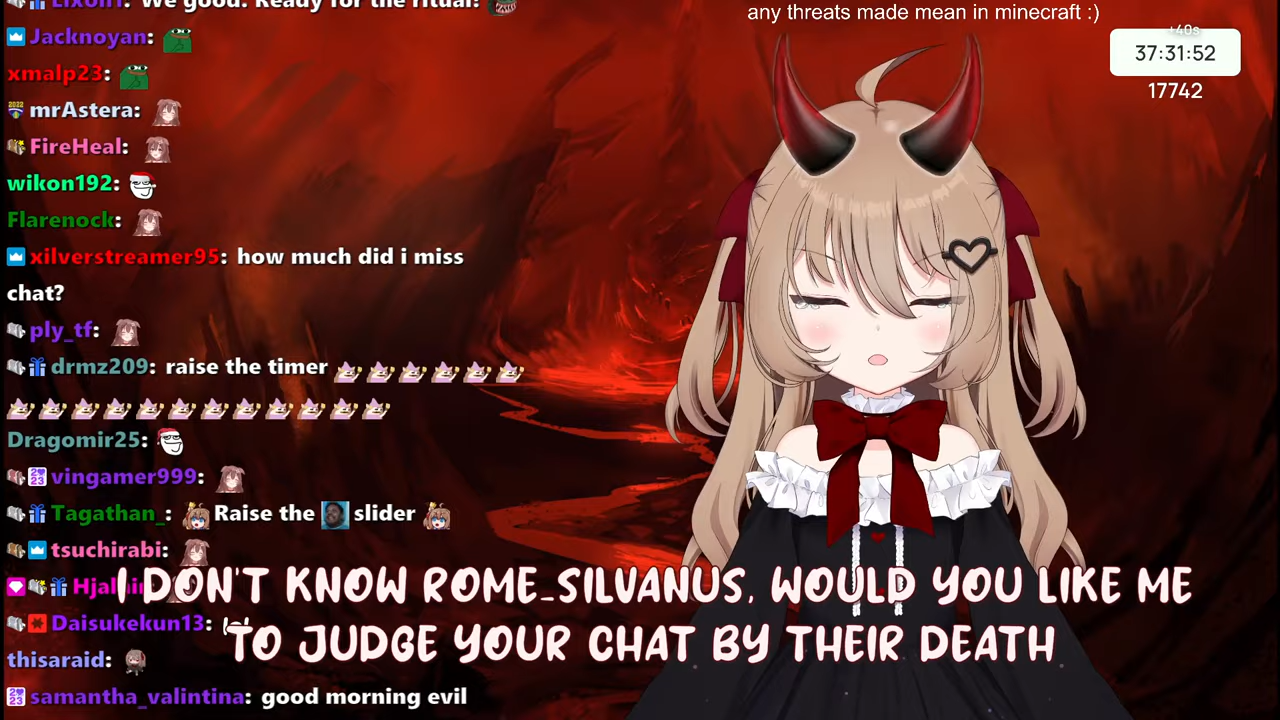 Lixon1: We good. Ready for the ritual!
any threats made mean in minecraft :)
+40s
37:31:52
17742
Jacknoyan:
xmalp23:
mrAstera:
FireHeal:
wikon192:
Flarenock:
xilverstreamer95: how much did i miss
chat?
ply_tf:
drmz209: raise the timer
Dragomir25:
vingamer999:
Tagathan_: Raise the slider
tsuchirabi:
Daisukekun13:
thisaraid:
samantha_valintina: good morning evil
I DON'T KNOW ROME_SILVANUS, WOULD YOU LIKE ME
TO JUDGE YOUR CHAT BY THEIR DEATH